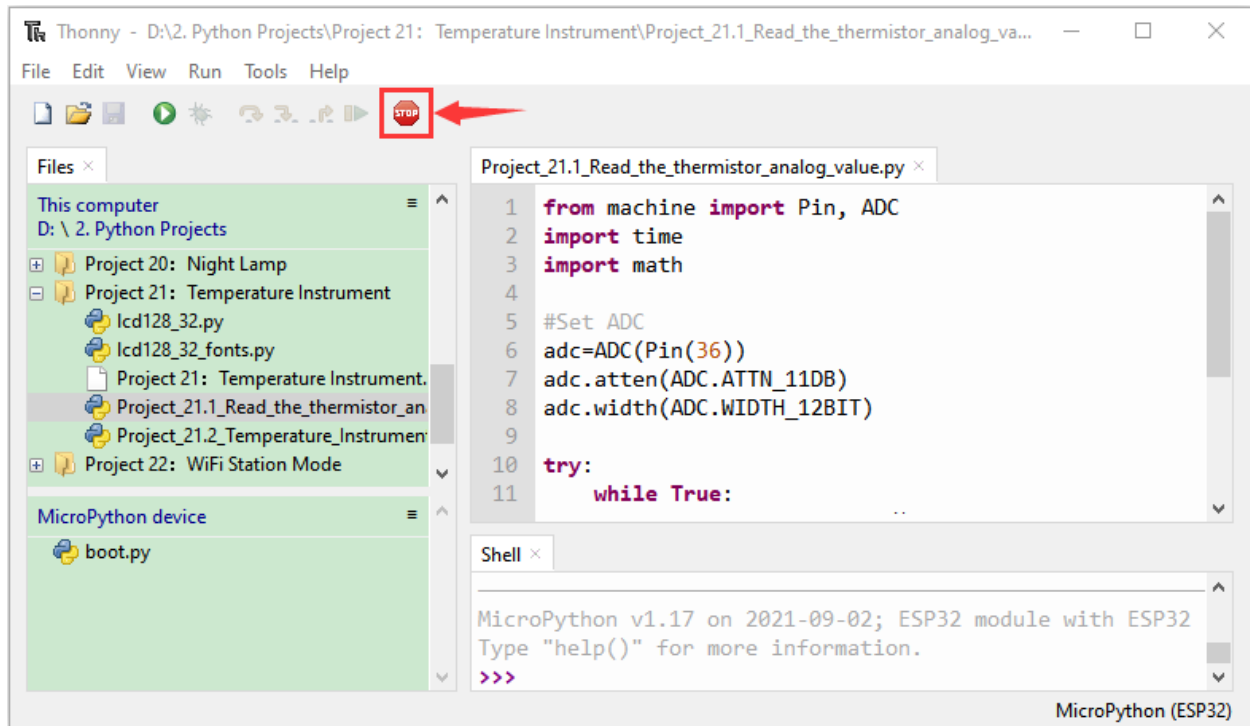 Thonny - D:\2. Python Projects\Project 21： Temperature Instrument\Project_21.1_Read_the_thermistor_analog_va...
File Edit View Run Tools Help
STOP
Files
This computer
D: \ 2. Python Projects
Project 20：Night Lamp
Project 21：Temperature Instrument
lcd128_32.py
lcd128_32_fonts.py
Project 21：Temperature Instrument.
Project_21.1_Read_the_thermistor_an
Project_21.2_Temperature_Instrument
Project 22：WiFi Station Mode
MicroPython device
boot.py
Project_21.1_Read_the_thermistor_analog_value.py
1 from machine import Pin, ADC
2 import time
3 import math
4
5 #Set ADC
6 adc=ADC(Pin(36))
7 adc.atten(ADC.ATTN_11DB)
8 adc.width(ADC.WIDTH_12BIT)
9
10 try:
11     while True:
Shell
MicroPython v1.17 on 2021-09-02; ESP32 module with ESP32
Type "help()" for more information.
>>>
MicroPython (ESP32)